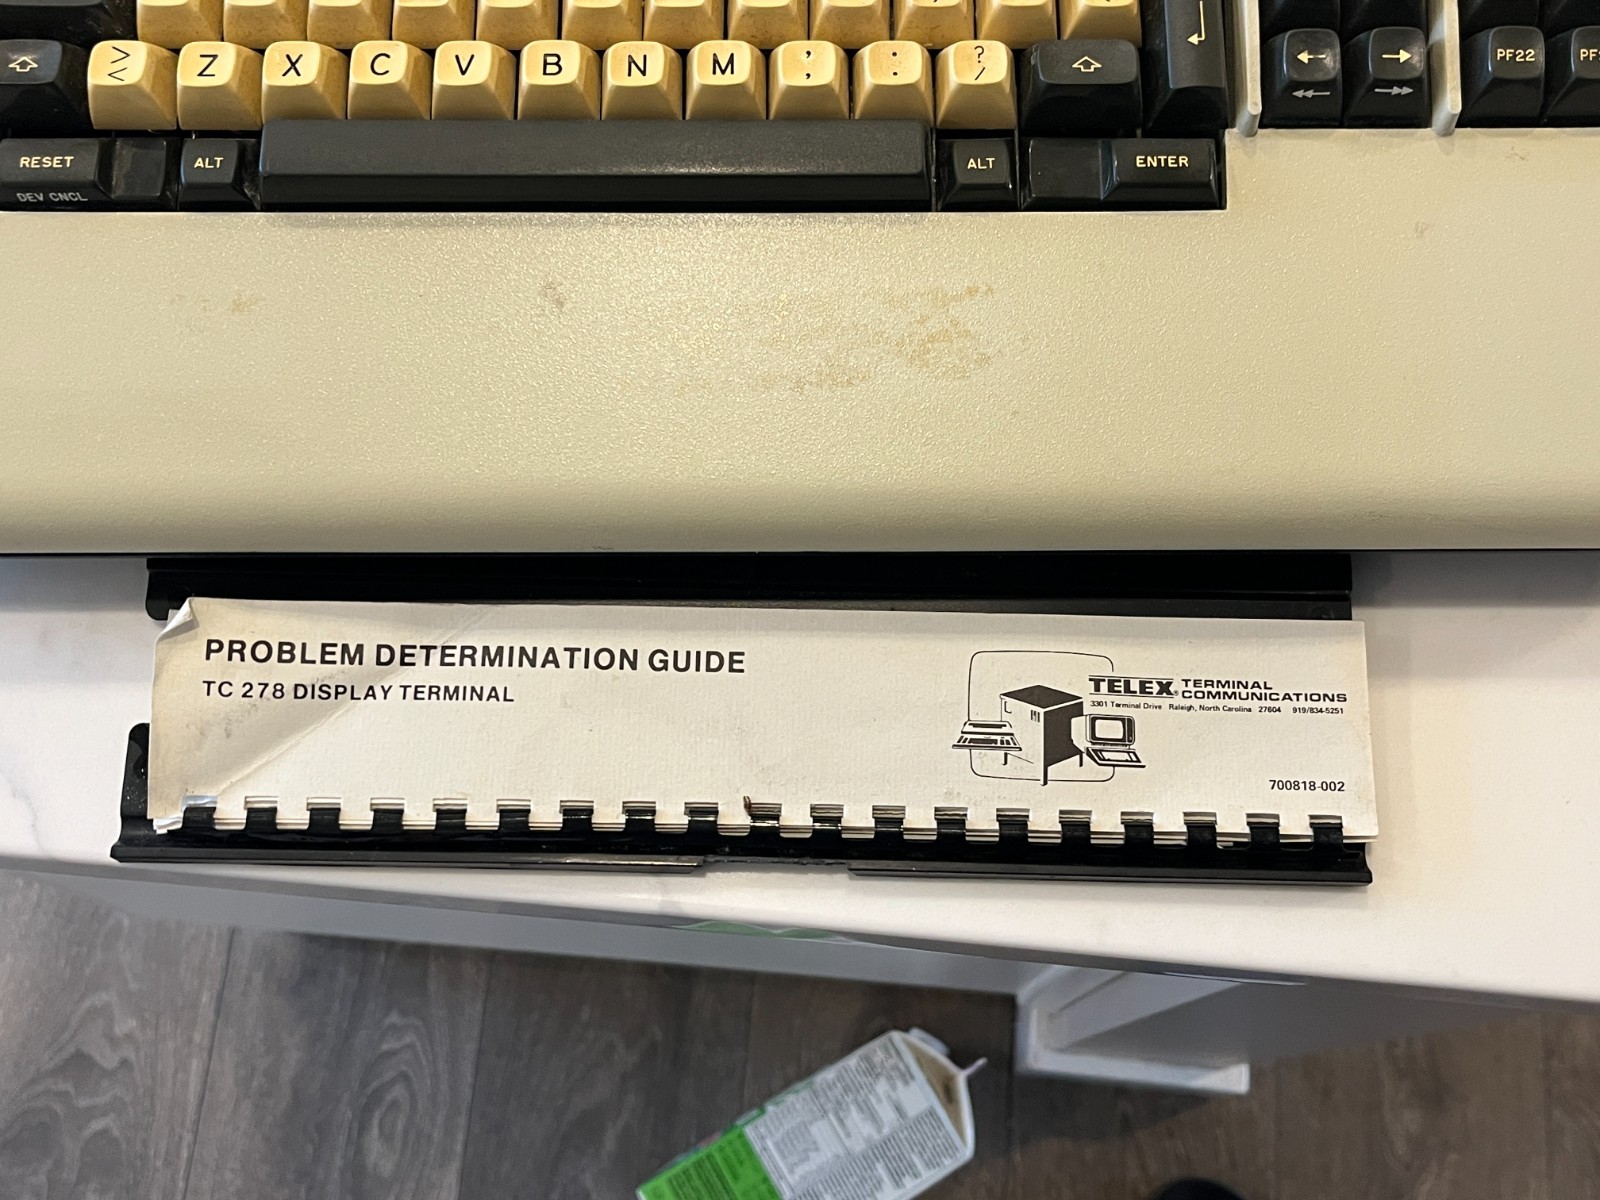 > <
Z X C V B N M , ; . : ? /
PF22
RESET
DEV CNCL
ALT
ALT
ENTER
PROBLEM DETERMINATION GUIDE
TC 278 DISPLAY TERMINAL
TELEX® TERMINAL COMMUNICATIONS
3301 Terminal Drive Raleigh, North Carolina 27604 919/834-5251
700818-002